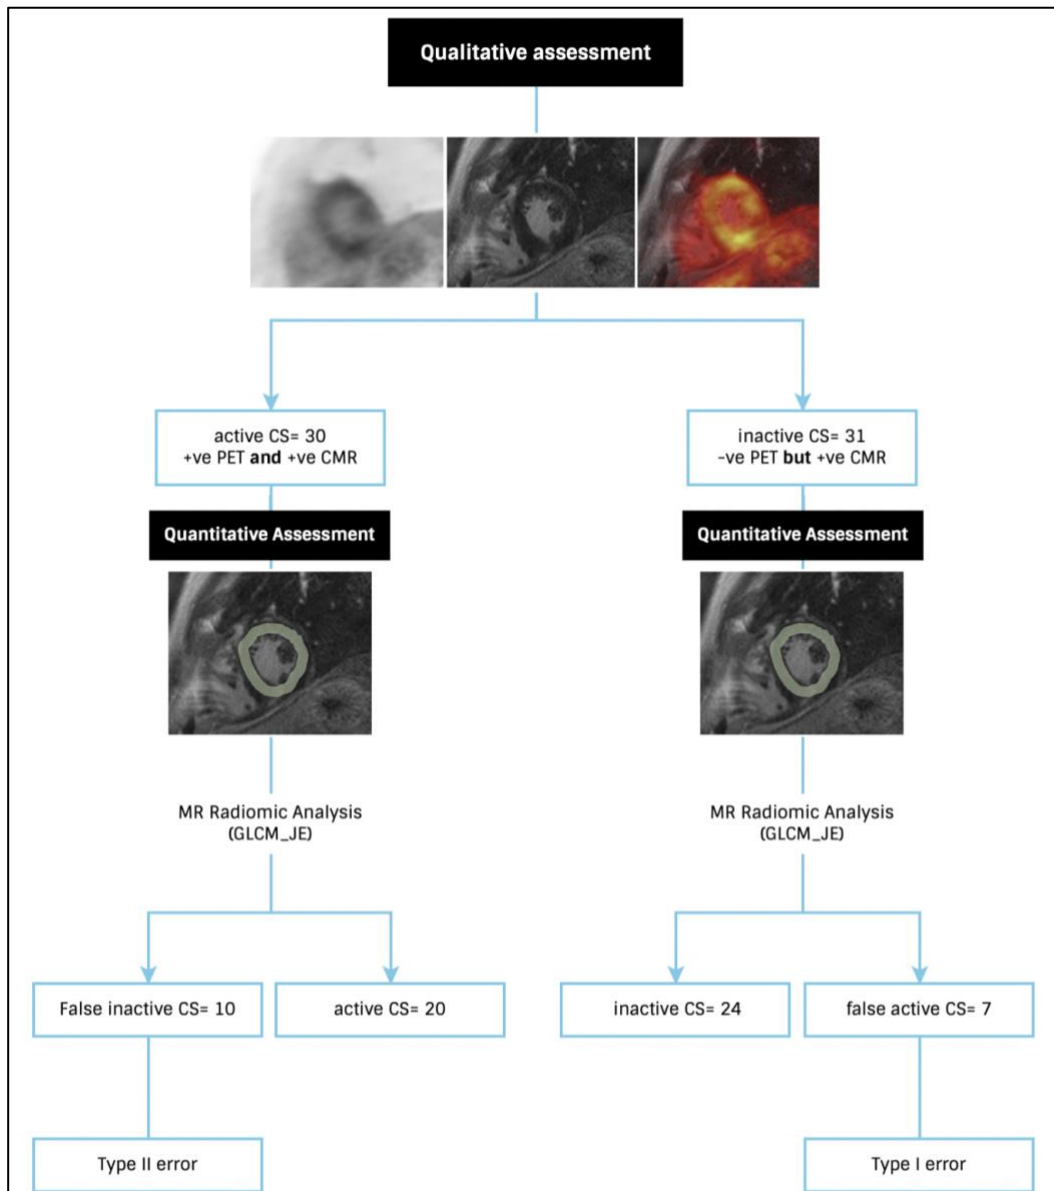 Qualitative assessment
active CS= 30
+ve PET and +ve CMR
inactive CS= 31
-ve PET but +ve CMR
Quantitative Assessment
Quantitative Assessment
MR Radiomic Analysis
(GLCM_JE)
MR Radiomic Analysis
(GLCM_JE)
False inactive CS= 10
active CS= 20
inactive CS= 24
false active CS= 7
Type II error
Type I error